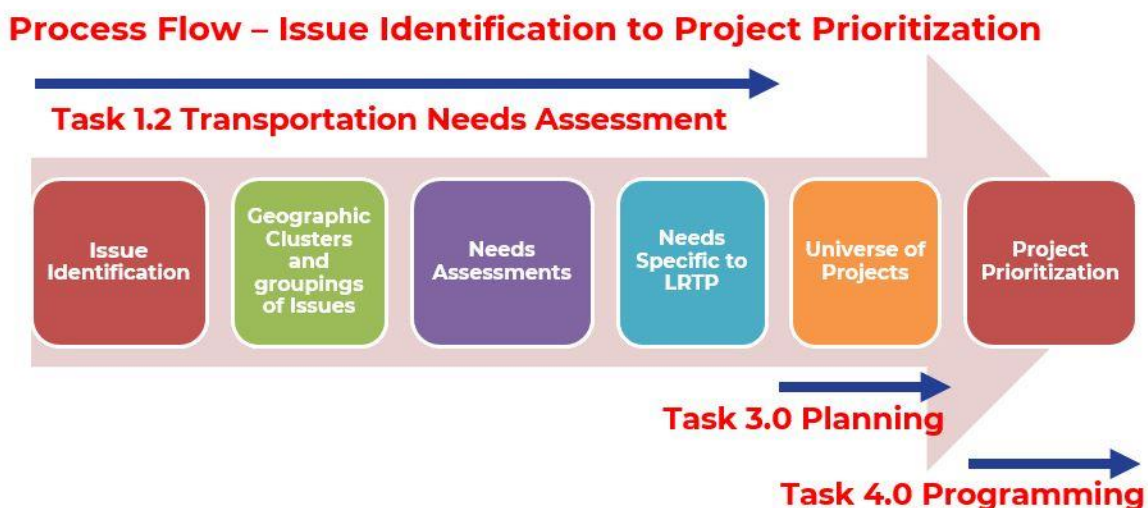 Process Flow – Issue Identification to Project Prioritization
Task 1.2 Transportation Needs Assessment
Issue
Identification
Geographic
Clusters
and
groupings
of Issues
Needs
Assessments
Needs
Specific to
LRTP
Universe of
Projects
Project
Prioritization
Task 3.0 Planning
Task 4.0 Programming